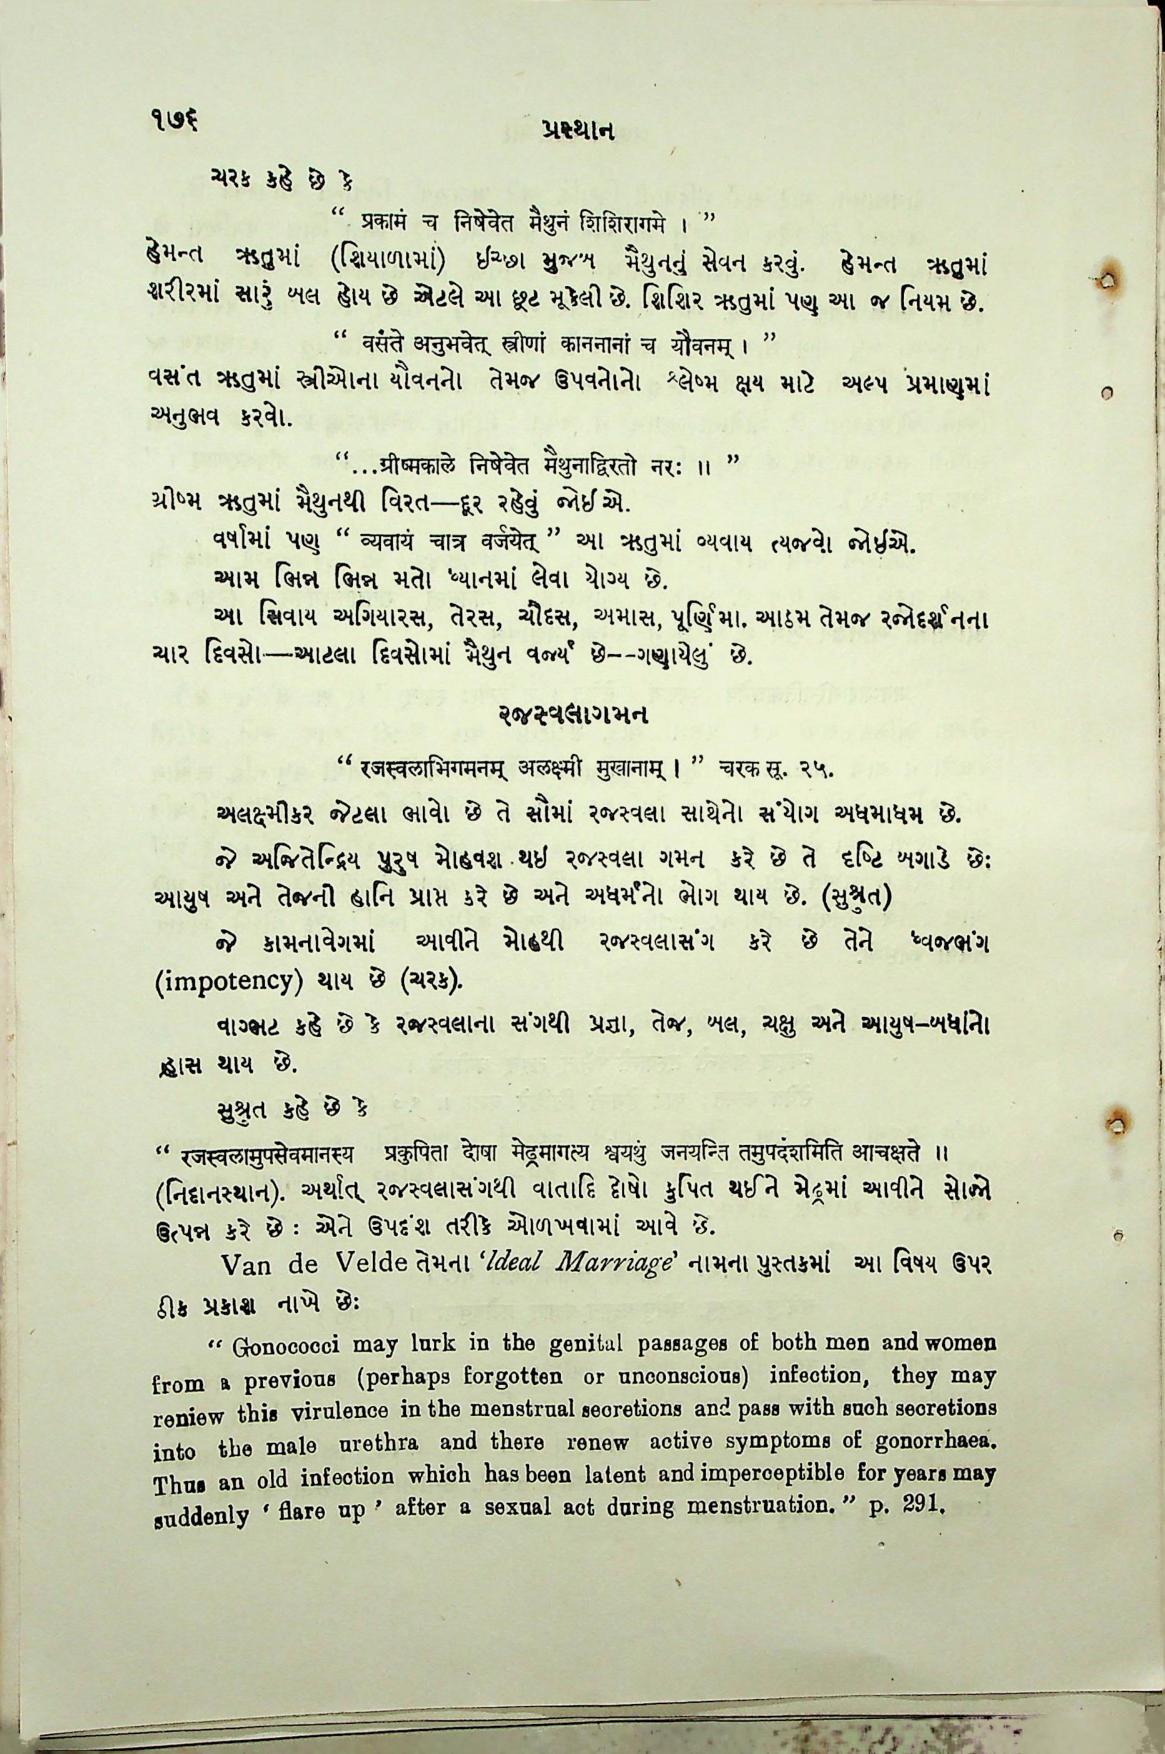 ૧૭૬
પ્રસ્થાન
ચરક કહે છે કે
“ प्रकामं च निषेवेत मैथुनं शिशिरागमे । ”
હેમન્ત ઋતુમાં (શિયાળામાં) ઈચ્છા મુજબ મૈથુનનું સેવન કરવું. હેમન્ત ઋતુમાં
શરીરમાં સારું બલ હોય છે એટલે આ છૂટ મૂકેલી છે. શિશિર ઋતુમાં પણ આ જ નિયમ છે.
“ वसंते अनुभवेत् स्त्रीणां काननानां च यौवनम् । ”
વસંત ઋતુમાં સ્ત્રીઓના યૌવનનો તેમજ ઉપવનોનો શ્લેષ્મ ક્ષય માટે અલ્પ પ્રમાણમાં
અનુભવ કરવો.
“...ग्रीष्मकाले निषेवेत मैथुनाद्विरतो नरः ।। ”
ગ્રીષ્મ ઋતુમાં મૈથુનથી વિરત—દૂર રહેવું જોઈએ.
વર્ષામાં પણ “ व्यवायं चात्र वर्जयेत् ” આ ઋતુમાં વ્યવાય ત્યજવો જોઇએ.
આમ ભિન્ન ભિન્ન મતો ધ્યાનમાં લેવા યોગ્ય છે.
આ સિવાય અગિયારસ, તેરસ, ચૌદસ, અમાસ, પૂર્ણિમા. આઠમ તેમજ રજોદર્શનના
ચાર દિવસો—આટલા દિવસોમાં મૈથુન વર્જ્ય છે--ગણાયેલું છે.
રજસ્વલાગમન
“ रजस्वलाभिगमनम् अलक्ष्मी मुखानाम् । ” ચરક સૂ. ૨૫.
અલક્ષ્મીકર જેટલા ભાવો છે તે સૌમાં રજસ્વલા સાથેનો સંયોગ અધમાધમ છે.
જે અજિતેન્દ્રિય પુરુષ મોહવશ થઇ રજસ્વલા ગમન કરે છે તે દૃષ્ટિ બગાડે છે:
આયુષ અને તેજની હાનિ પ્રાપ્ત કરે છે અને અધર્મનો ભોગ થાય છે. (સુશ્રુત)
જે કામનાવેગમાં આવીને મોહથી રજસ્વલાસંગ કરે છે તેને ધ્વજભંગ
(impotency) થાય છે (ચરક).
વાગ્ભટ કહે છે કે રજસ્વલાના સંગથી પ્રજ્ઞા, તેજ, બલ, ચક્ષુ અને આયુષ–બધાંનો
હ્રાસ થાય છે.
સુશ્રુત કહે છે કે
“ रजस्वलामुपसेवमानस्य प्रकुपिता दोषा मेढ्रमागत्य श्वयथुं जनयन्ति तमुपदंशमिति आचक्षते ।।
(નિદાનસ્થાન). અર્થાત્ રજસ્વલાસંગથી વાતાદિ દોષો કુપિત થઈને મેઢ્રમાં આવીને સોજો
ઉત્પન્ન કરે છે : એને ઉપદંશ તરીકે ઓળખવામાં આવે છે.
Van de Velde તેમના ‘Ideal Marriage’ નામના પુસ્તકમાં આ વિષય ઉપર
ઠીક પ્રકાશ નાખે છે:
“ Gonococci may lurk in the genital passages of both men and women
from a previous (perhaps forgotten or unconscious) infection, they may
reniew this virulence in the menstrual secretions and pass with such secretions
into the male urethra and there renew active symptoms of gonorrhaea.
Thus an old infection which has been latent and imperceptible for years may
suddenly ‘ flare up ’ after a sexual act during menstruation. ” p. 291.